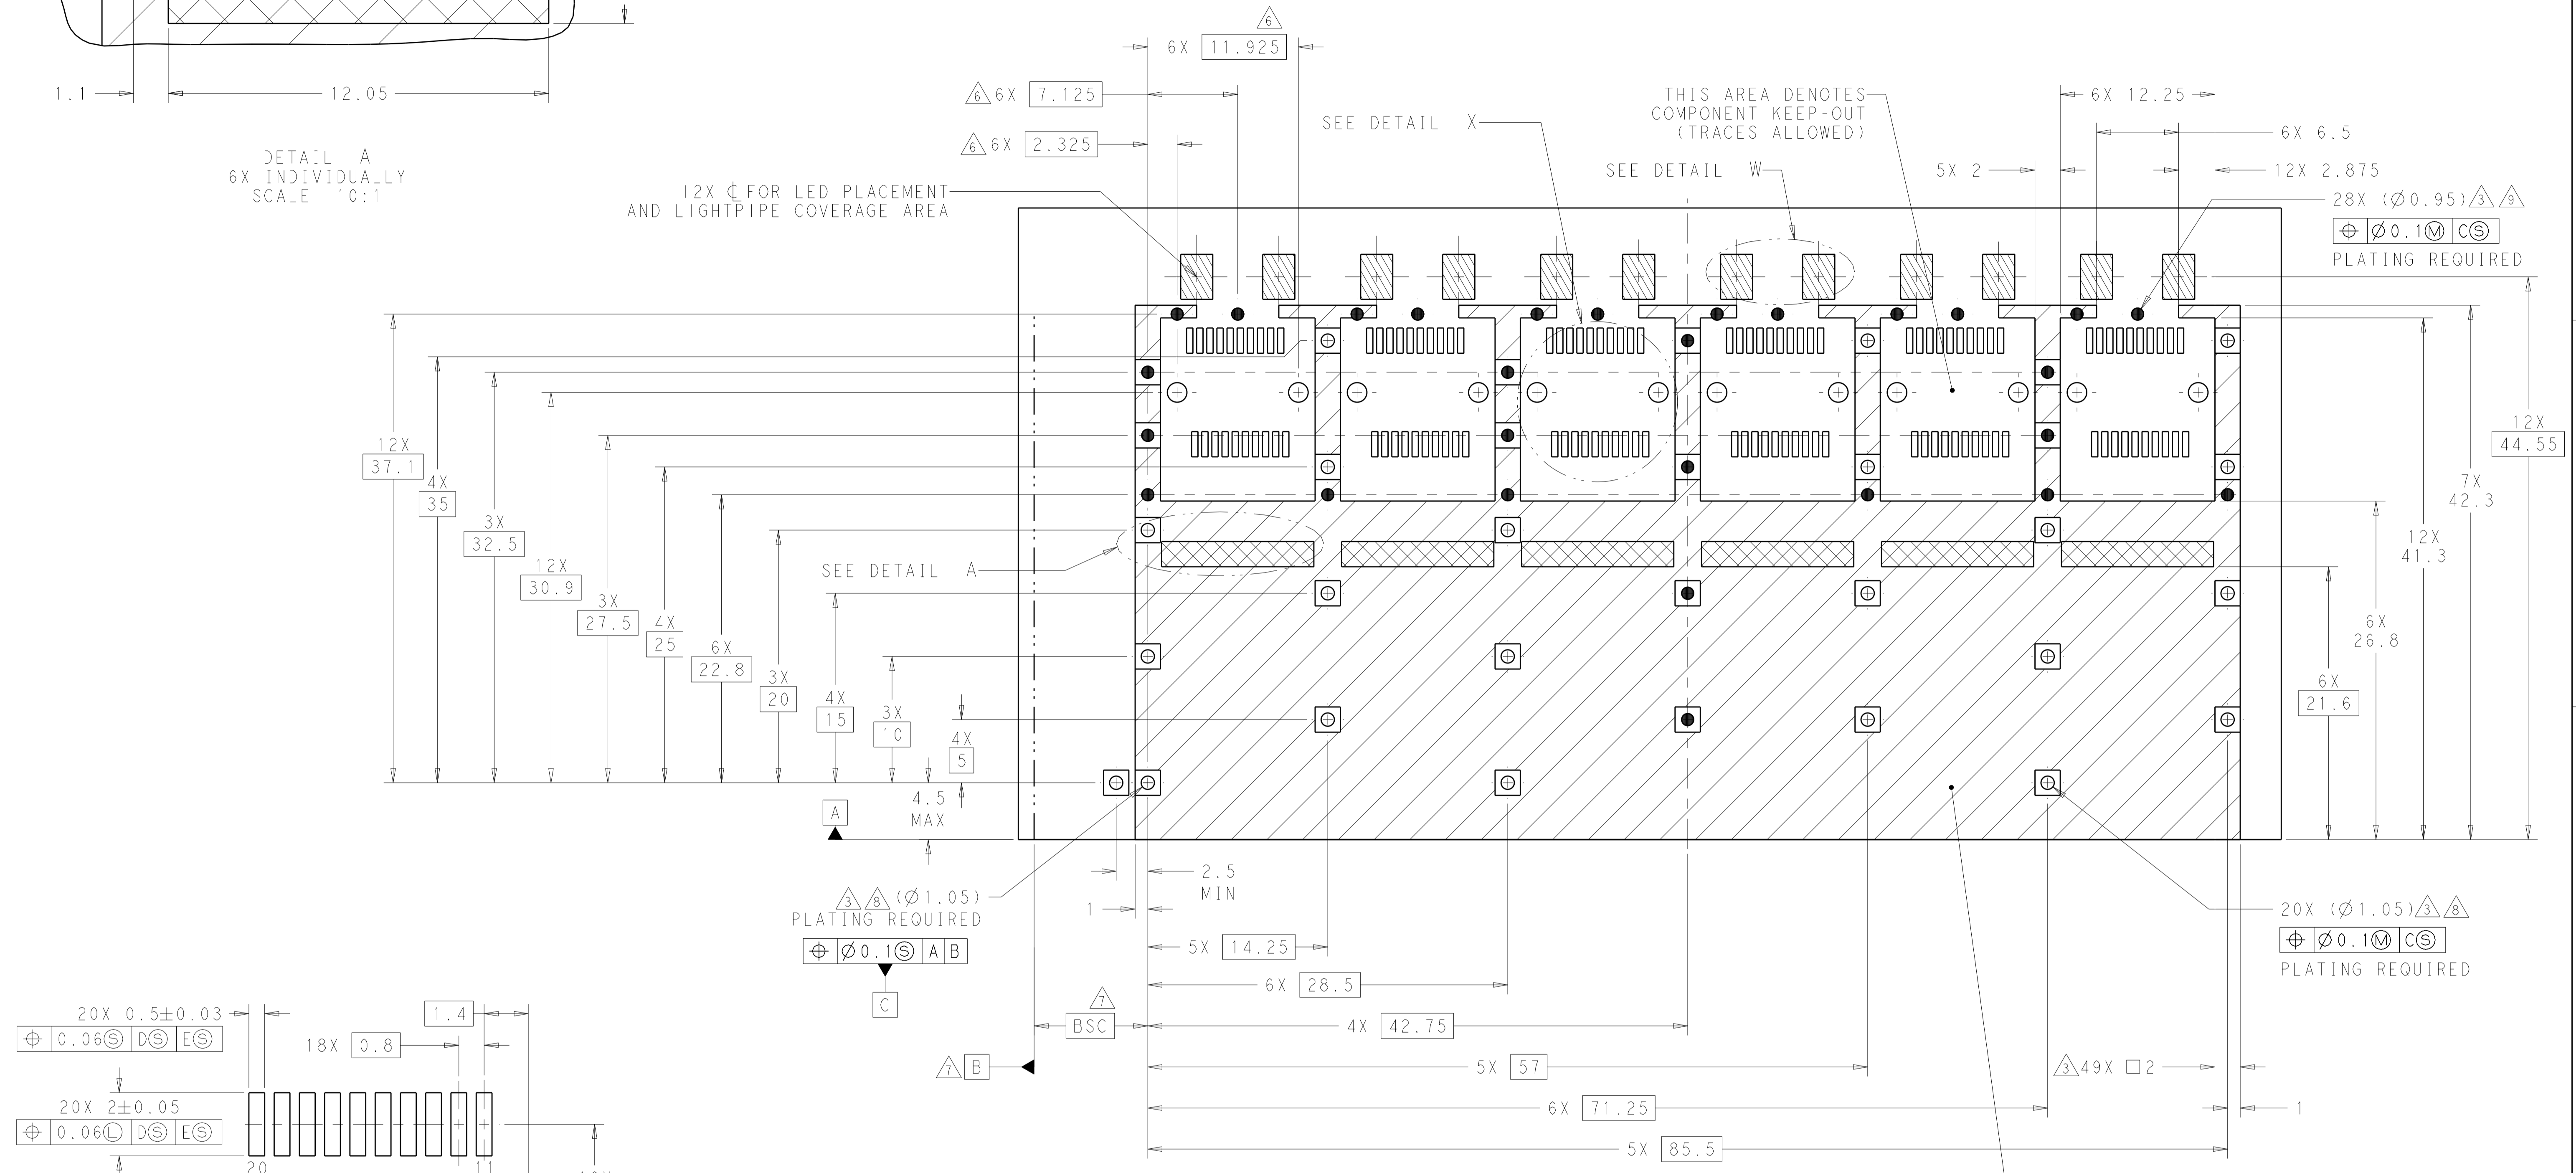 1.1
12.05
DETAIL A
6X INDIVIDUALLY
SCALE 10:1
6
6X 11.925
6 6X 7.125
6 6X 2.325
12X ℄ FOR LED PLACEMENT
AND LIGHTPIPE COVERAGE AREA
SEE DETAIL X
THIS AREA DENOTES
COMPONENT KEEP-OUT
(TRACES ALLOWED)
SEE DETAIL W
6X 12.25
6X 6.5
5X 2
12X 2.875
28X (Ø0.95) 3 9
⌖ Ø0.1Ⓜ CⓈ
PLATING REQUIRED
12X
37.1
4X
35
3X
32.5
12X
30.9
3X
27.5
4X
25
6X
22.8
3X
20
4X
15
3X
10
4X
5
SEE DETAIL A
12X
44.55
7X
42.3
12X
41.3
6X
26.8
6X
21.6
A
4.5
MAX
2.5
MIN
1
3 8 (Ø1.05)
PLATING REQUIRED
⌖ Ø0.1Ⓢ A B
C
5X 14.25
6X 28.5
7
BSC
4X 42.75
7 B
5X 57
6X 71.25
5X 85.5
20X (Ø1.05) 3 8
⌖ Ø0.1Ⓜ CⓈ
PLATING REQUIRED
3 49X □2
1
20X 0.5±0.03
⌖ 0.06Ⓢ DⓈ EⓈ
1.4
18X 0.8
20X 2±0.05
⌖ 0.06Ⓛ DⓈ EⓈ
20
11